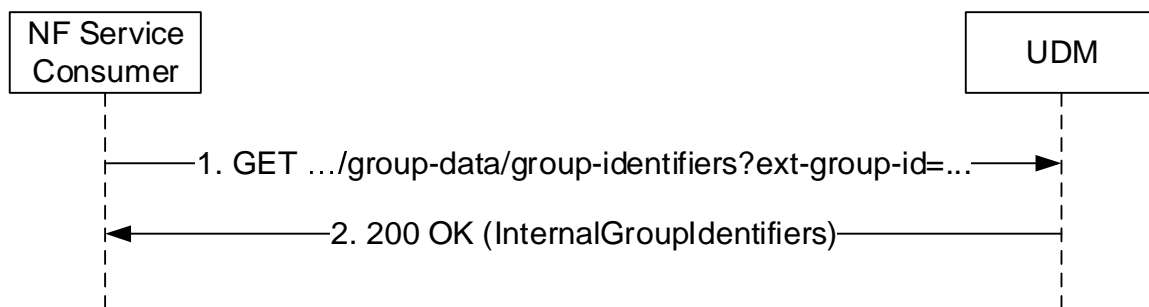 NF Service
Consumer
UDM
1. GET …/group-data/group-identifiers?ext-group-id=...
2. 200 OK (InternalGroupIdentifiers)